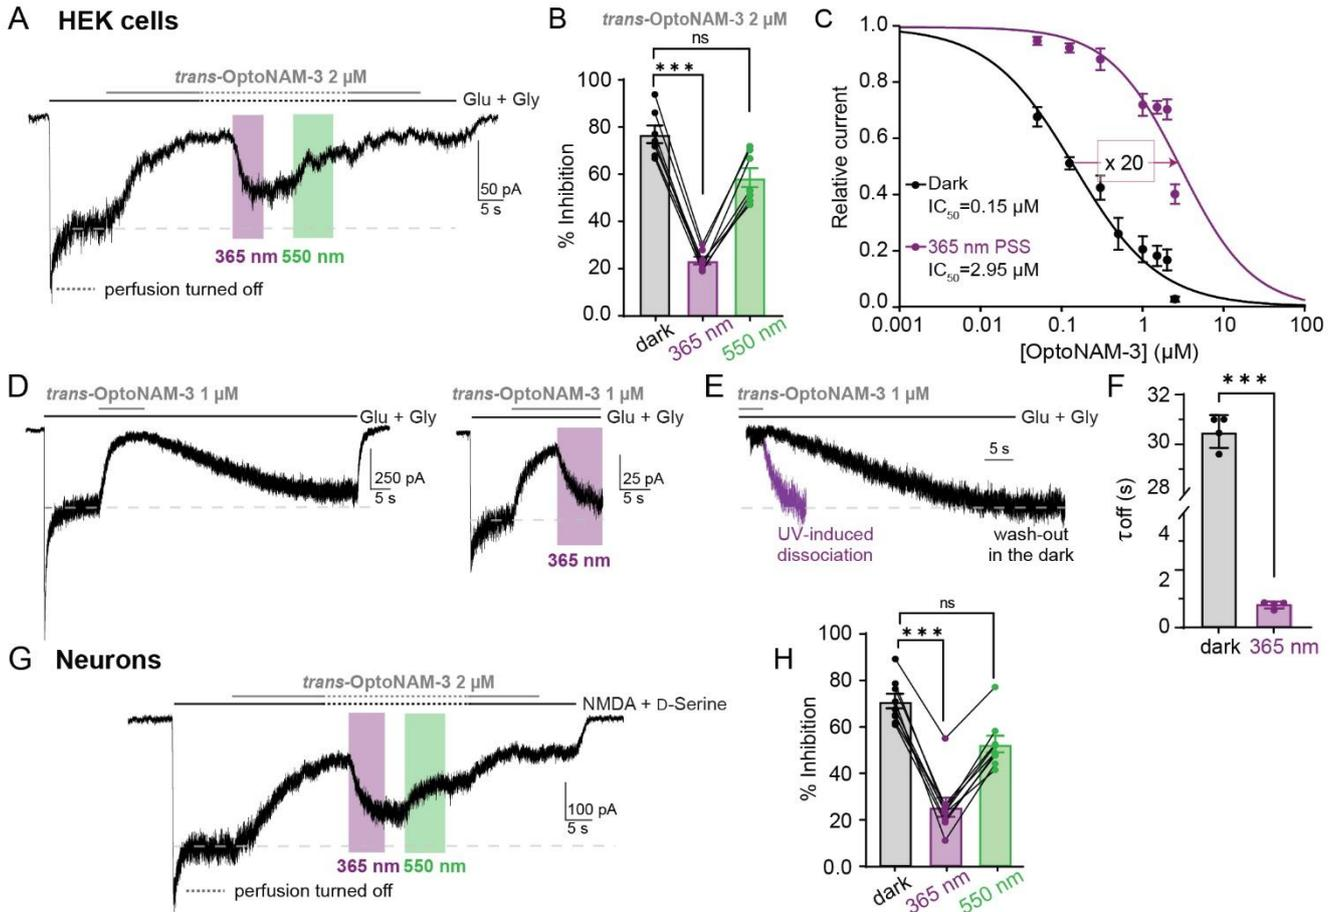 A HEK cells
trans-OptoNAM-3 2 µM
Glu + Gly
50 pA
5 s
365 nm 550 nm
perfusion turned off
B trans-OptoNAM-3 2 µM
ns
***
100
80
60
40
20
0.0
% Inhibition
dark
365 nm
550 nm
C
1.0
0.8
0.6
0.4
0.2
0.0
Relative current
x 20
Dark
IC50=0.15 µM
365 nm PSS
IC50=2.95 µM
0.001 0.01 0.1 1 10 100
[OptoNAM-3] (µM)
D
trans-OptoNAM-3 1 µM
Glu + Gly
250 pA
5 s
trans-OptoNAM-3 1 µM
Glu + Gly
25 pA
5 s
365 nm
E
trans-OptoNAM-3 1 µM
Glu + Gly
5 s
UV-induced
dissociation
wash-out
in the dark
F
***
32
30
28
4
2
0
τ off (s)
dark 365 nm
G Neurons
trans-OptoNAM-3 2 µM
NMDA + D-Serine
100 pA
5 s
365 nm 550 nm
perfusion turned off
H
ns
***
100
80
60
40
20
0.0
% Inhibition
dark
365 nm
550 nm